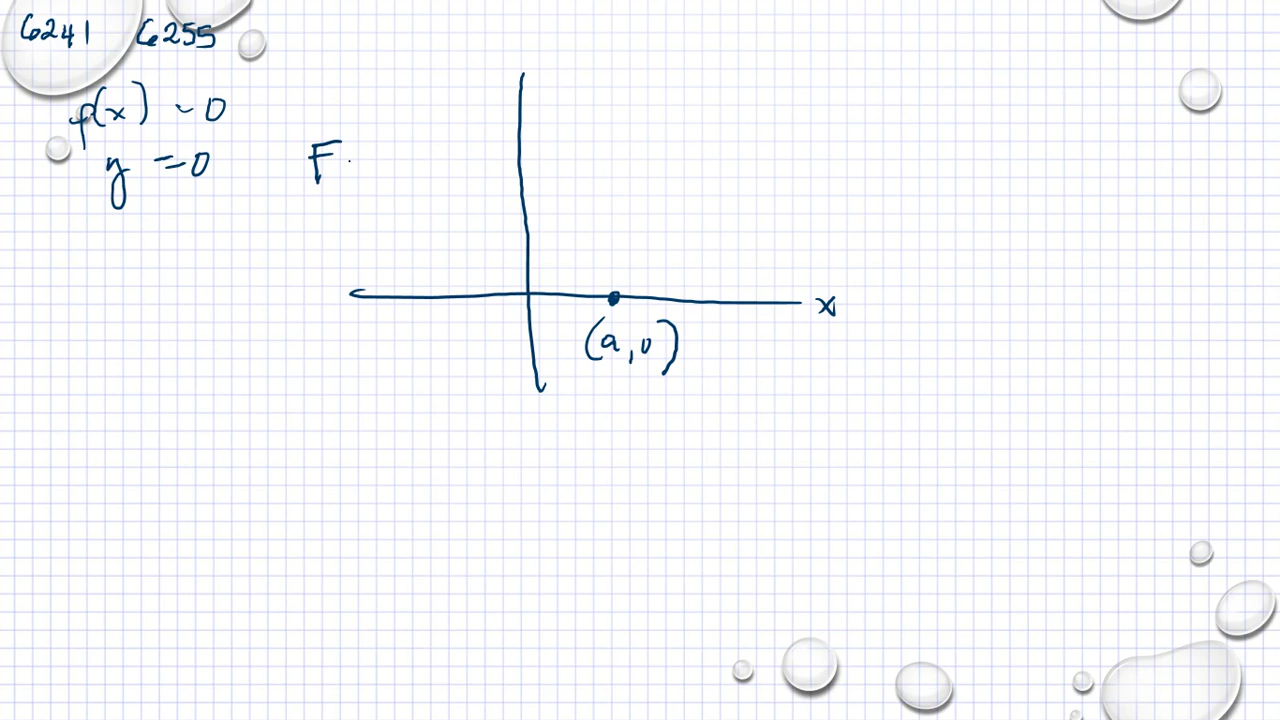 6241 6255
f(x) = 0
y = 0
F
x
(a, 0)